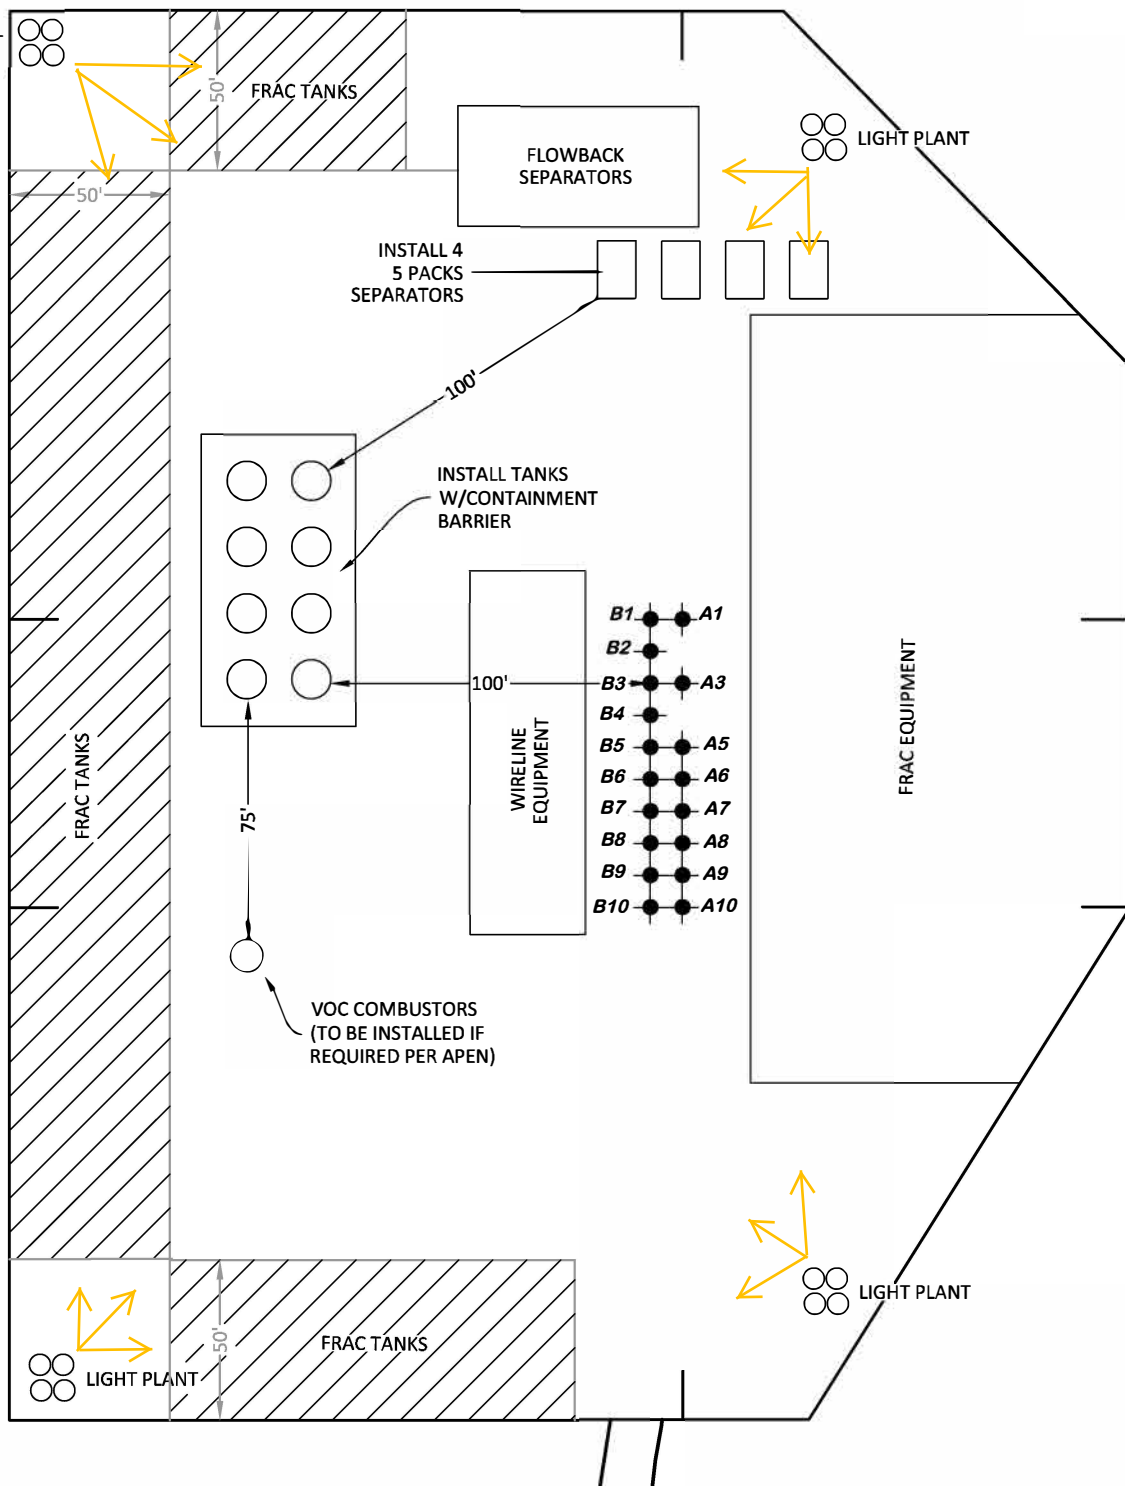 50'
FRAC TANKS
LIGHT PLANT
FLOWBACK
SEPARATORS
50'
INSTALL 4
5 PACKS
SEPARATORS
100'
INSTALL TANKS
W/CONTAINMENT
BARRIER
B1
A1
B2
B3
A3
100'
B4
B5
A5
B6
A6
B7
A7
B8
A8
B9
A9
B10
A10
WIRELINE
EQUIPMENT
FRAC EQUIPMENT
FRAC TANKS
75'
VOC COMBUSTORS
(TO BE INSTALLED IF
REQUIRED PER APEN)
LIGHT PLANT
50'
FRAC TANKS
LIGHT PLANT